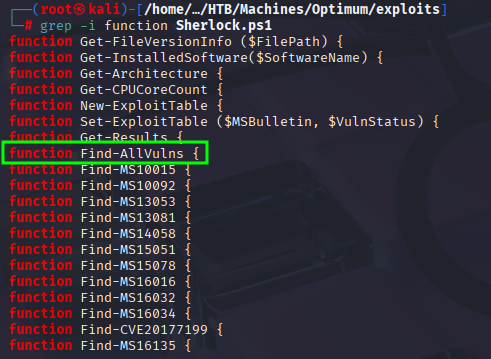 ┌──(root㉿kali)-[/home/…/HTB/Machines/Optimum/exploits]
└─# grep -i function Sherlock.ps1
function Get-FileVersionInfo ($FilePath) {
function Get-InstalledSoftware($SoftwareName) {
function Get-Architecture {
function Get-CPUCoreCount {
function New-ExploitTable {
function Set-ExploitTable ($MSBulletin, $VulnStatus) {
function Get-Results {
function Find-AllVulns {
function Find-MS10015 {
function Find-MS10092 {
function Find-MS13053 {
function Find-MS13081 {
function Find-MS14058 {
function Find-MS15051 {
function Find-MS15078 {
function Find-MS16016 {
function Find-MS16032 {
function Find-MS16034 {
function Find-CVE20177199 {
function Find-MS16135 {